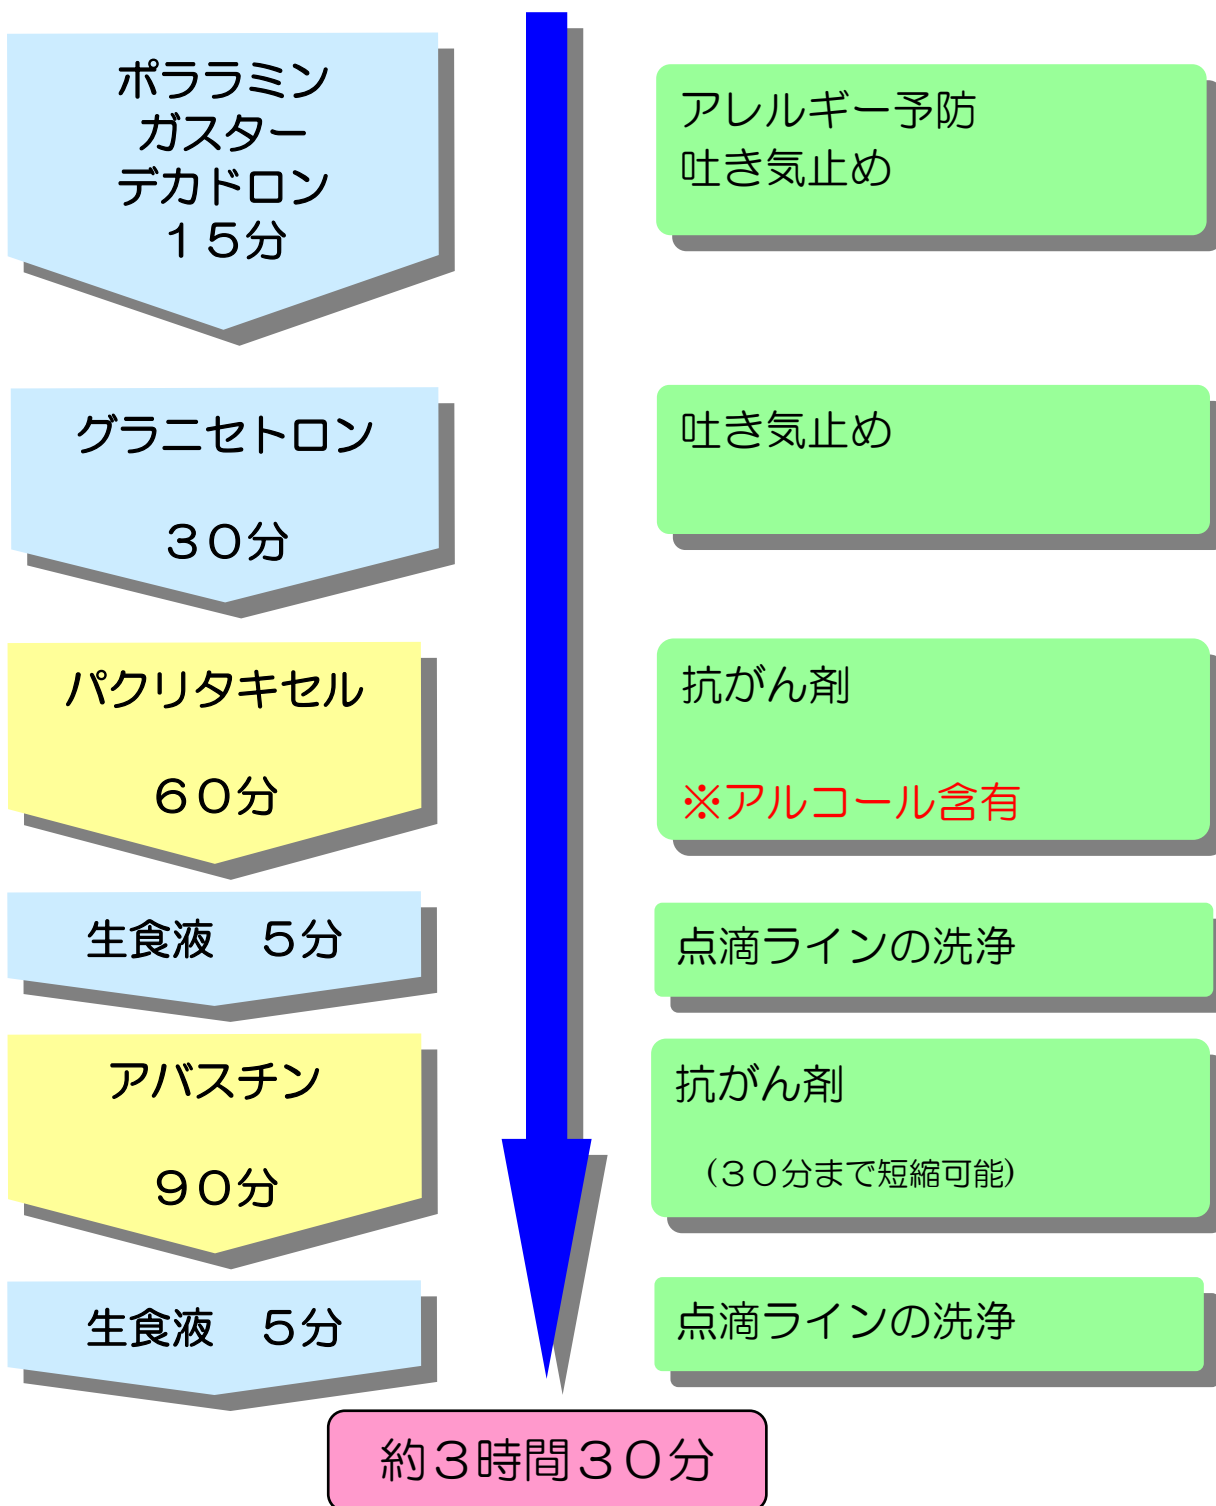 ポララミン
ガスター
デカドロン
１５分
アレルギー予防
吐き気止め
グラニセトロン
３０分
吐き気止め
パクリタキセル
６０分
抗がん剤
※アルコール含有
生食液　５分
点滴ラインの洗浄
アバスチン
９０分
抗がん剤
（３０分まで短縮可能）
生食液　５分
点滴ラインの洗浄
約３時間３０分